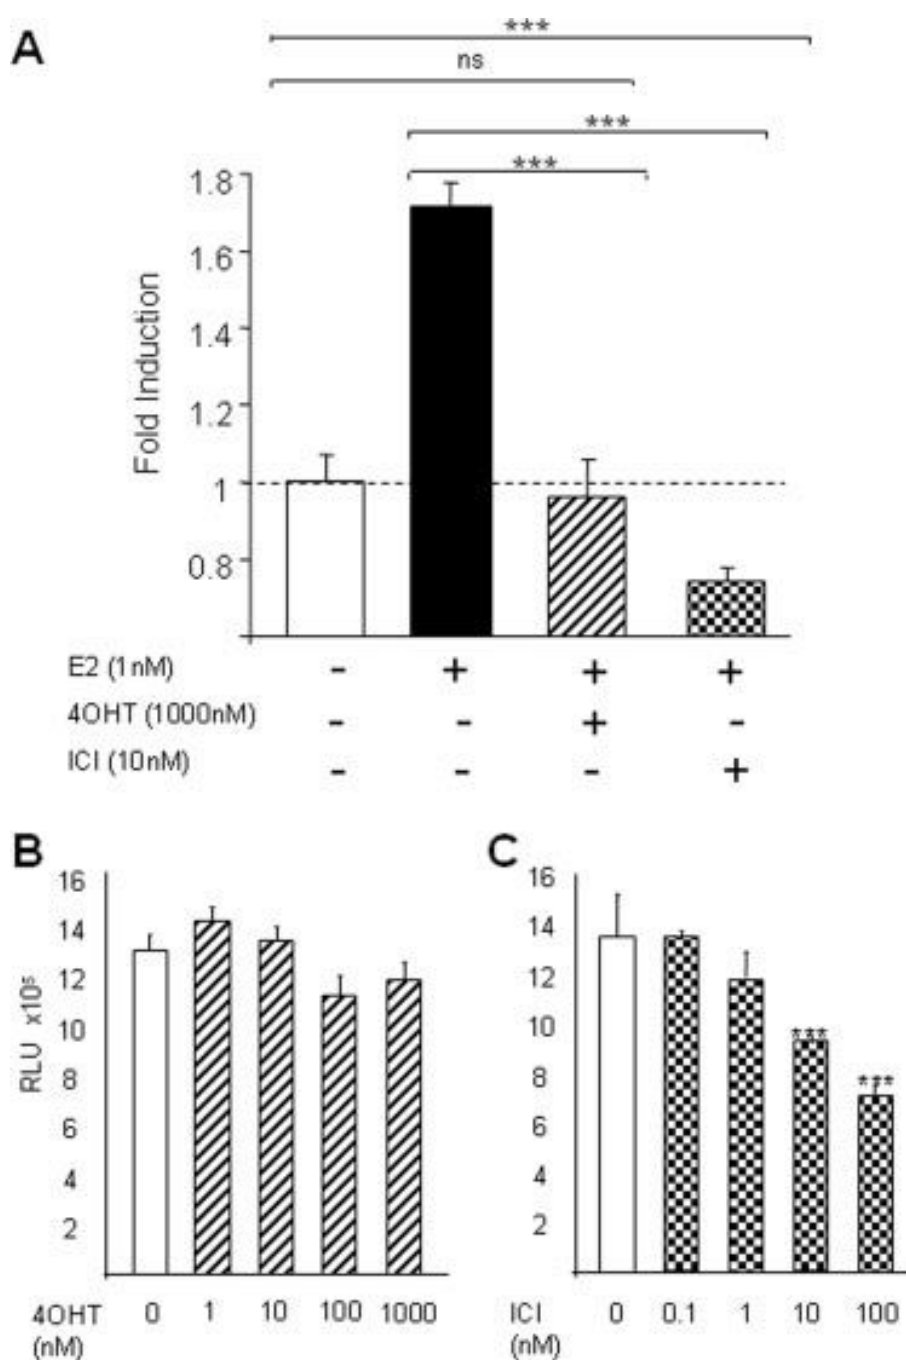 A
***
ns
***
***
1.8
1.6
1.4
1.2
1
0.8
Fold Induction
E2 (1nM) - + + +
4OHT (1000nM) - - + -
ICI (10nM) - - - +
B
16
14
12
10
8
6
4
2
RLU x10⁵
4OHT 0 1 10 100 1000
(nM)
C
16
14
12
10
8
6
4
2
***
***
ICI 0 0.1 1 10 100
(nM)